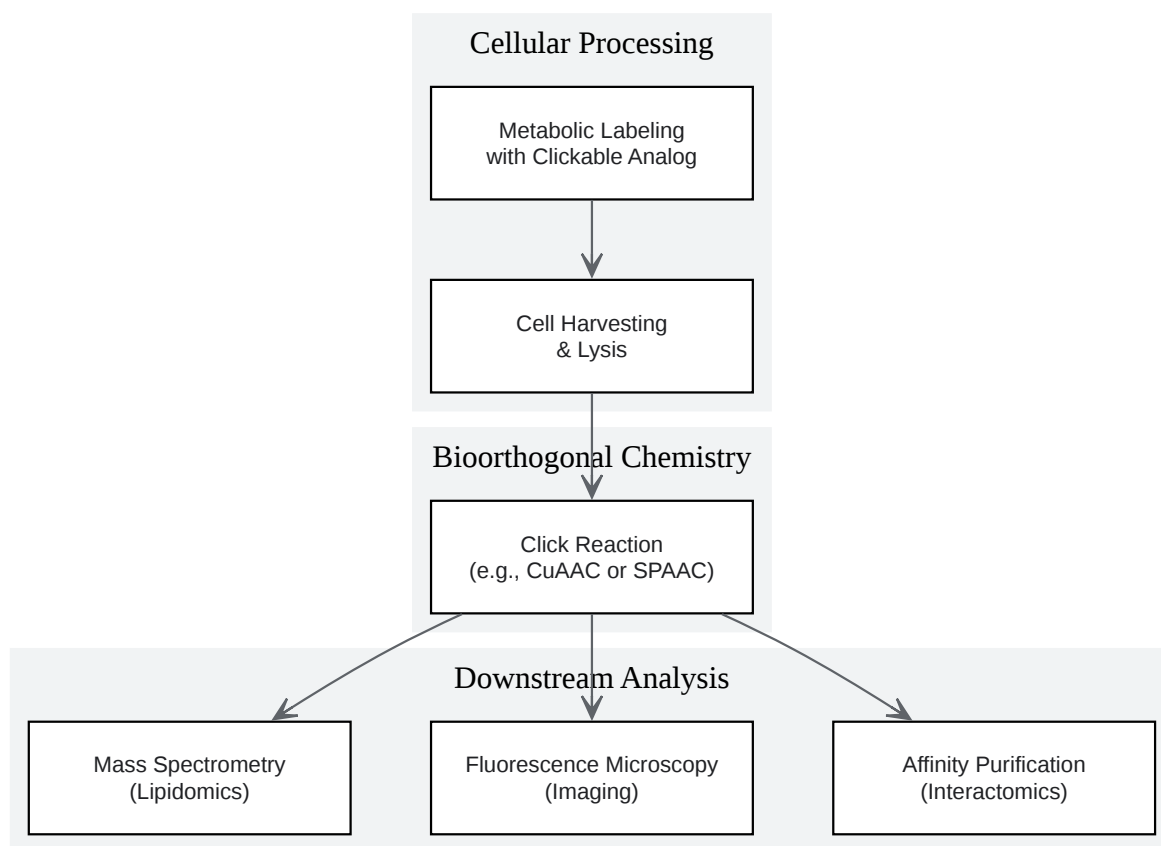 Cellular Processing
Metabolic Labeling
with Clickable Analog
Cell Harvesting
& Lysis
Bioorthogonal Chemistry
Click Reaction
(e.g., CuAAC or SPAAC)
Downstream Analysis
Mass Spectrometry
(Lipidomics)
Fluorescence Microscopy
(Imaging)
Affinity Purification
(Interactomics)